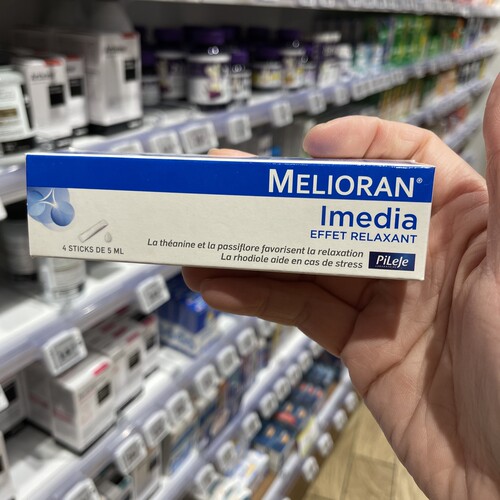 MELIORAN®
Imedia
EFFET RELAXANT
4 STICKS DE 5 ML
La théanine et la passiflore favorisent la relaxation
La rhodiole aide en cas de stress
PiLeJe